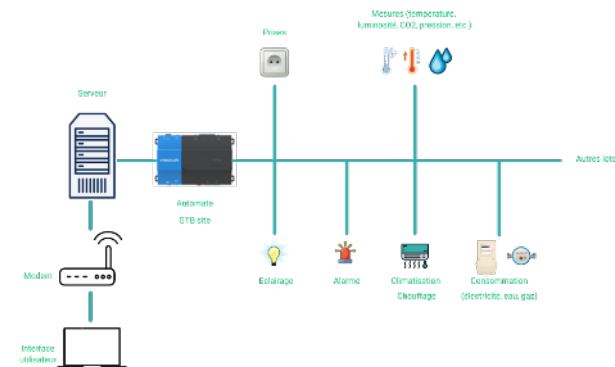 Mesures (température,
luminosité, CO2, pression, etc.)
Prises
Serveur
Autres lots
Automate
GTB site
Modem
Eclairage
Alarme
Climatisation
Chauffage
Consommation
(électricité, eau, gaz)
Interface
utilisateur